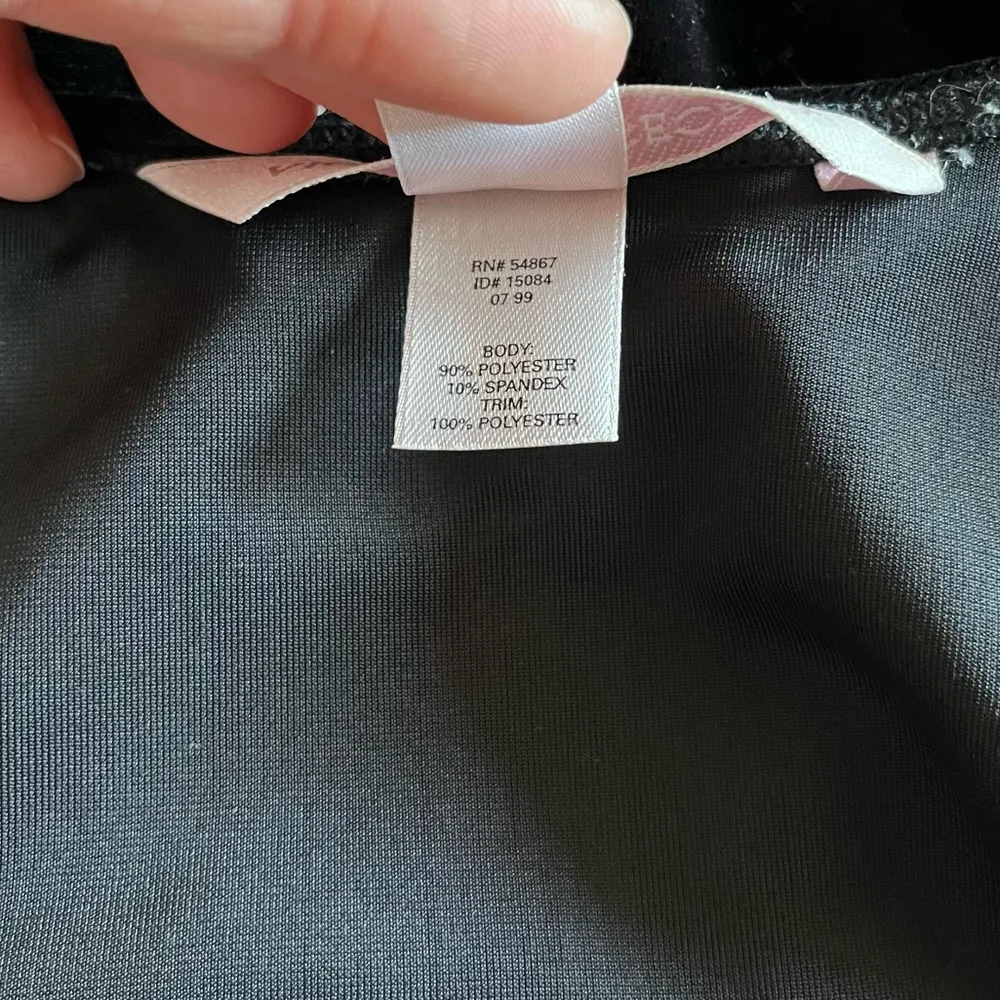 RN# 54867
ID# 15084
07 99
BODY:
90% POLYESTER
10% SPANDEX
TRIM:
100% POLYESTER